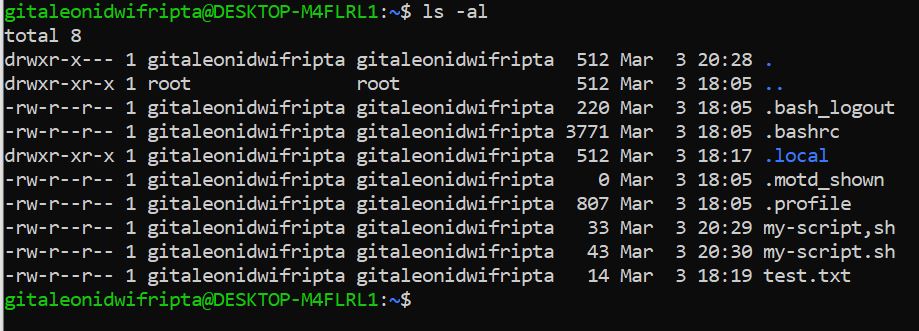 gitaleonidwifripta@DESKTOP-M4FLRL1:~$ ls -al
total 8
drwxr-x--- 1 gitaleonidwifripta gitaleonidwifripta  512 Mar  3 20:28 .
drwxr-xr-x 1 root               root                512 Mar  3 18:05 ..
-rw-r--r-- 1 gitaleonidwifripta gitaleonidwifripta  220 Mar  3 18:05 .bash_logout
-rw-r--r-- 1 gitaleonidwifripta gitaleonidwifripta 3771 Mar  3 18:05 .bashrc
drwxr-xr-x 1 gitaleonidwifripta gitaleonidwifripta  512 Mar  3 18:17 .local
-rw-r--r-- 1 gitaleonidwifripta gitaleonidwifripta    0 Mar  3 18:05 .motd_shown
-rw-r--r-- 1 gitaleonidwifripta gitaleonidwifripta  807 Mar  3 18:05 .profile
-rw-r--r-- 1 gitaleonidwifripta gitaleonidwifripta   33 Mar  3 20:29 my-script,sh
-rw-r--r-- 1 gitaleonidwifripta gitaleonidwifripta   43 Mar  3 20:30 my-script.sh
-rw-r--r-- 1 gitaleonidwifripta gitaleonidwifripta   14 Mar  3 18:19 test.txt
gitaleonidwifripta@DESKTOP-M4FLRL1:~$